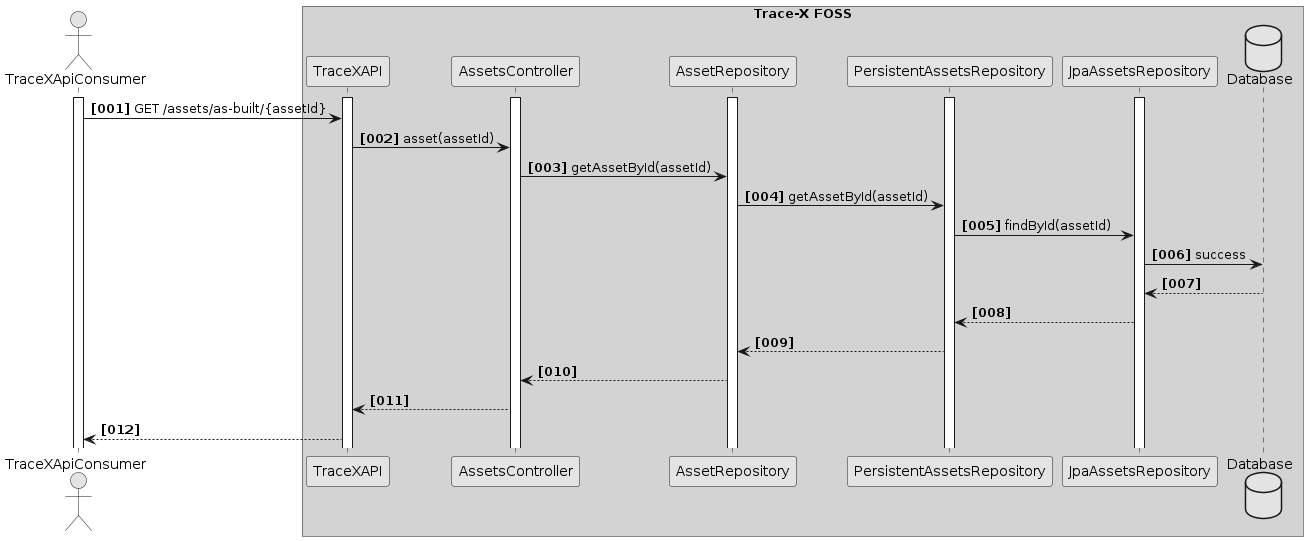 Trace-X FOSS
TraceXApiConsumer
TraceXAPI
AssetsController
AssetRepository
PersistentAssetsRepository
JpaAssetsRepository
Database
[001] GET /assets/as-built/{assetId}
[002] asset(assetId)
[003] getAssetById(assetId)
[004] getAssetById(assetId)
[005] findById(assetId)
[006] success
[007]
[008]
[009]
[010]
[011]
[012]
TraceXApiConsumer
TraceXAPI
AssetsController
AssetRepository
PersistentAssetsRepository
JpaAssetsRepository
Database